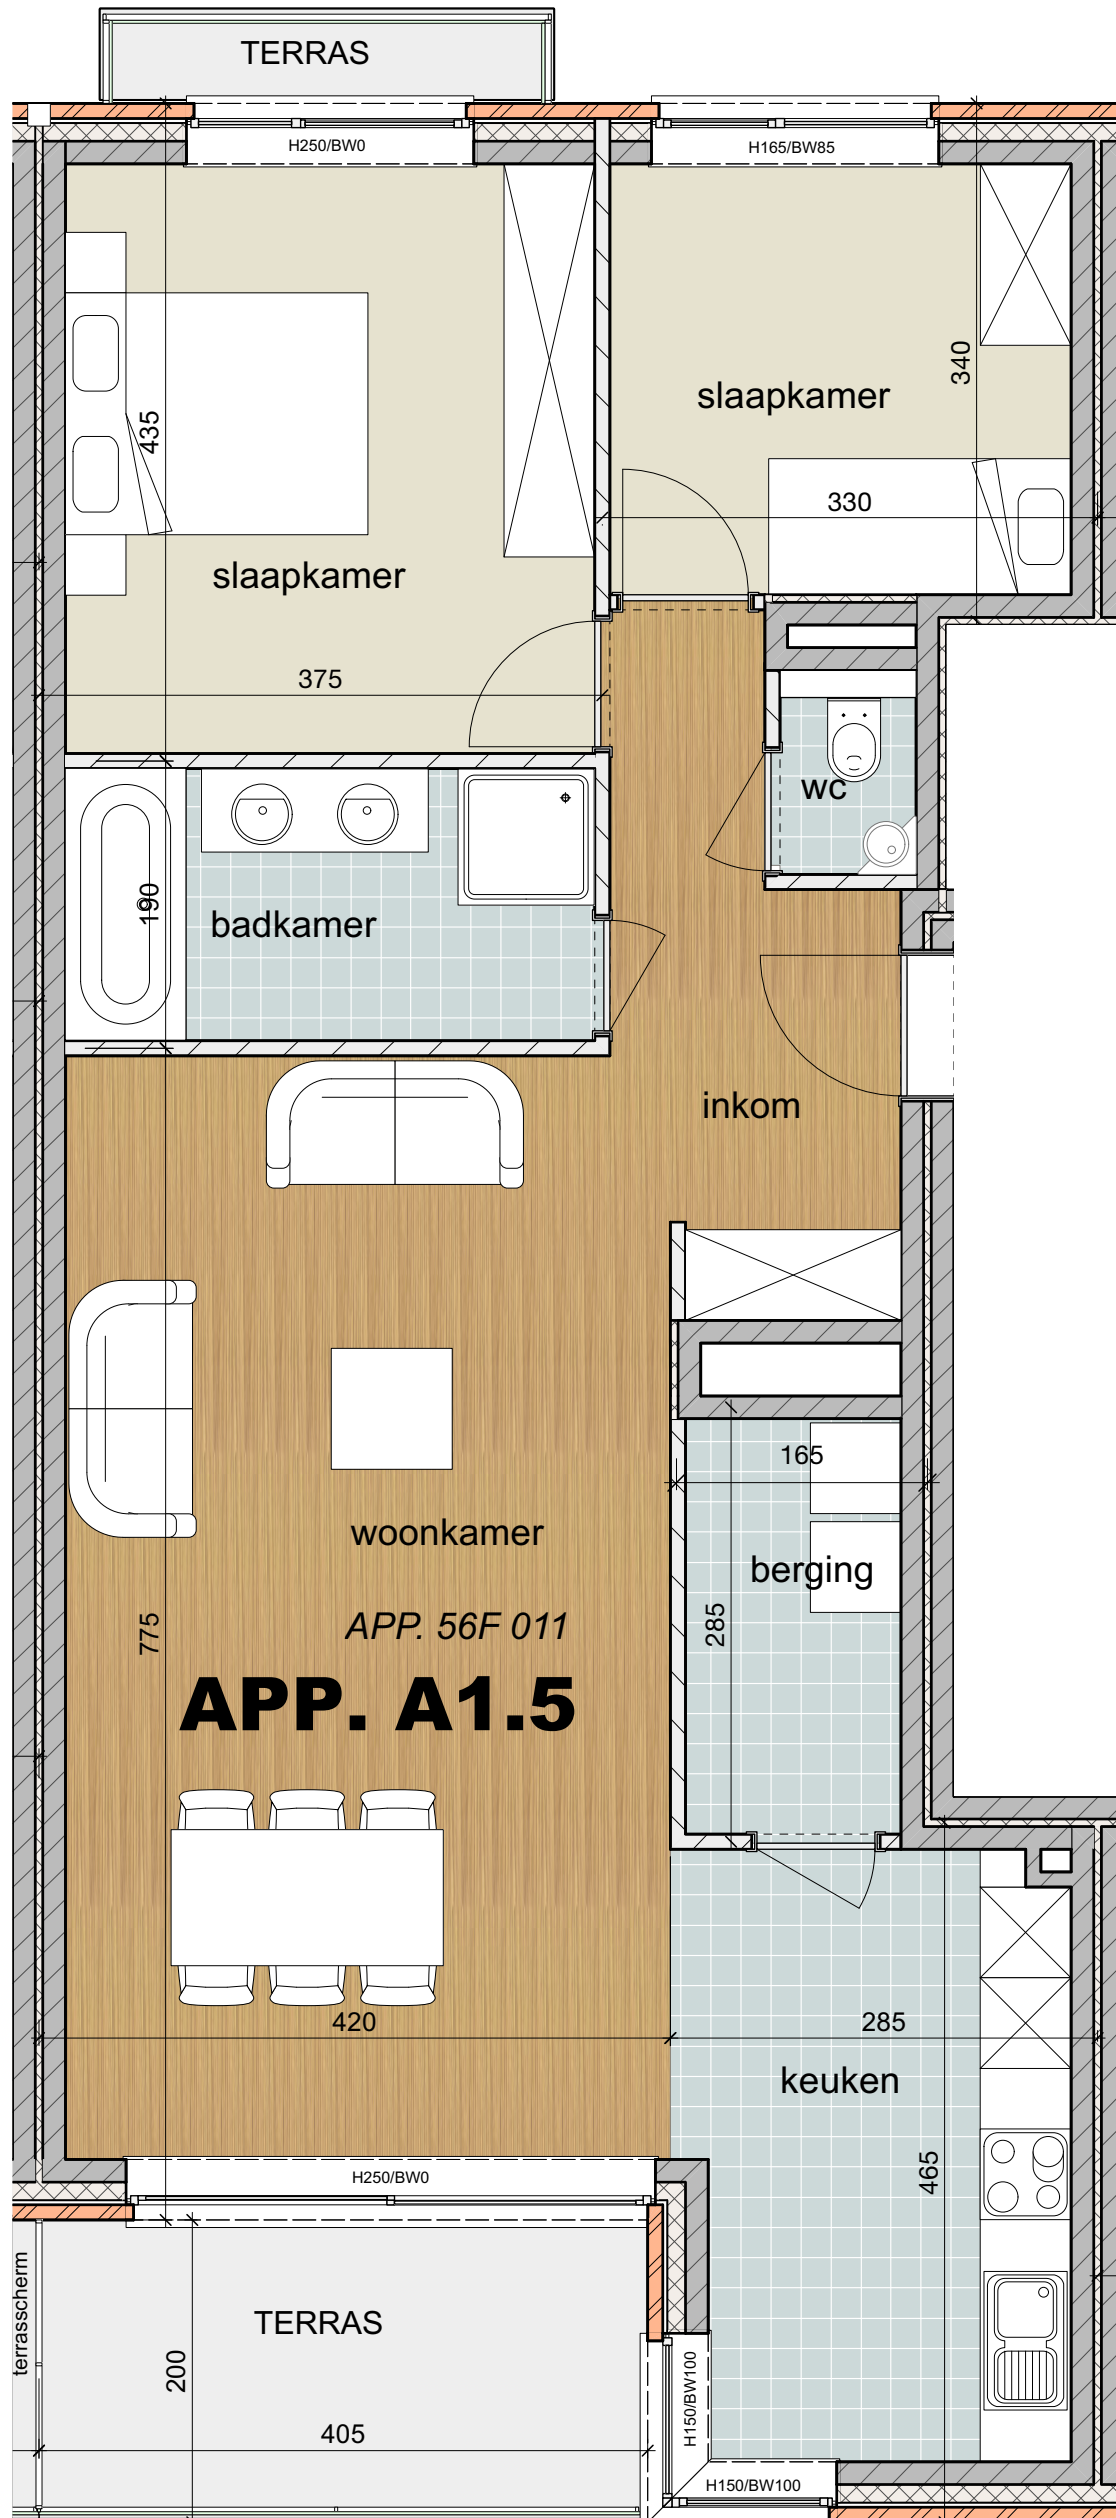 TERRAS
H250/BW0
H165/BW85
340
slaapkamer
435
330
slaapkamer
375
wc
190
badkamer
inkom
165
woonkamer
berging
285
APP. 56F 011
775
APP. A1.5
420
285
keuken
465
H250/BW0
terrasscherm
TERRAS
200
405
H150/BW100
H150/BW100